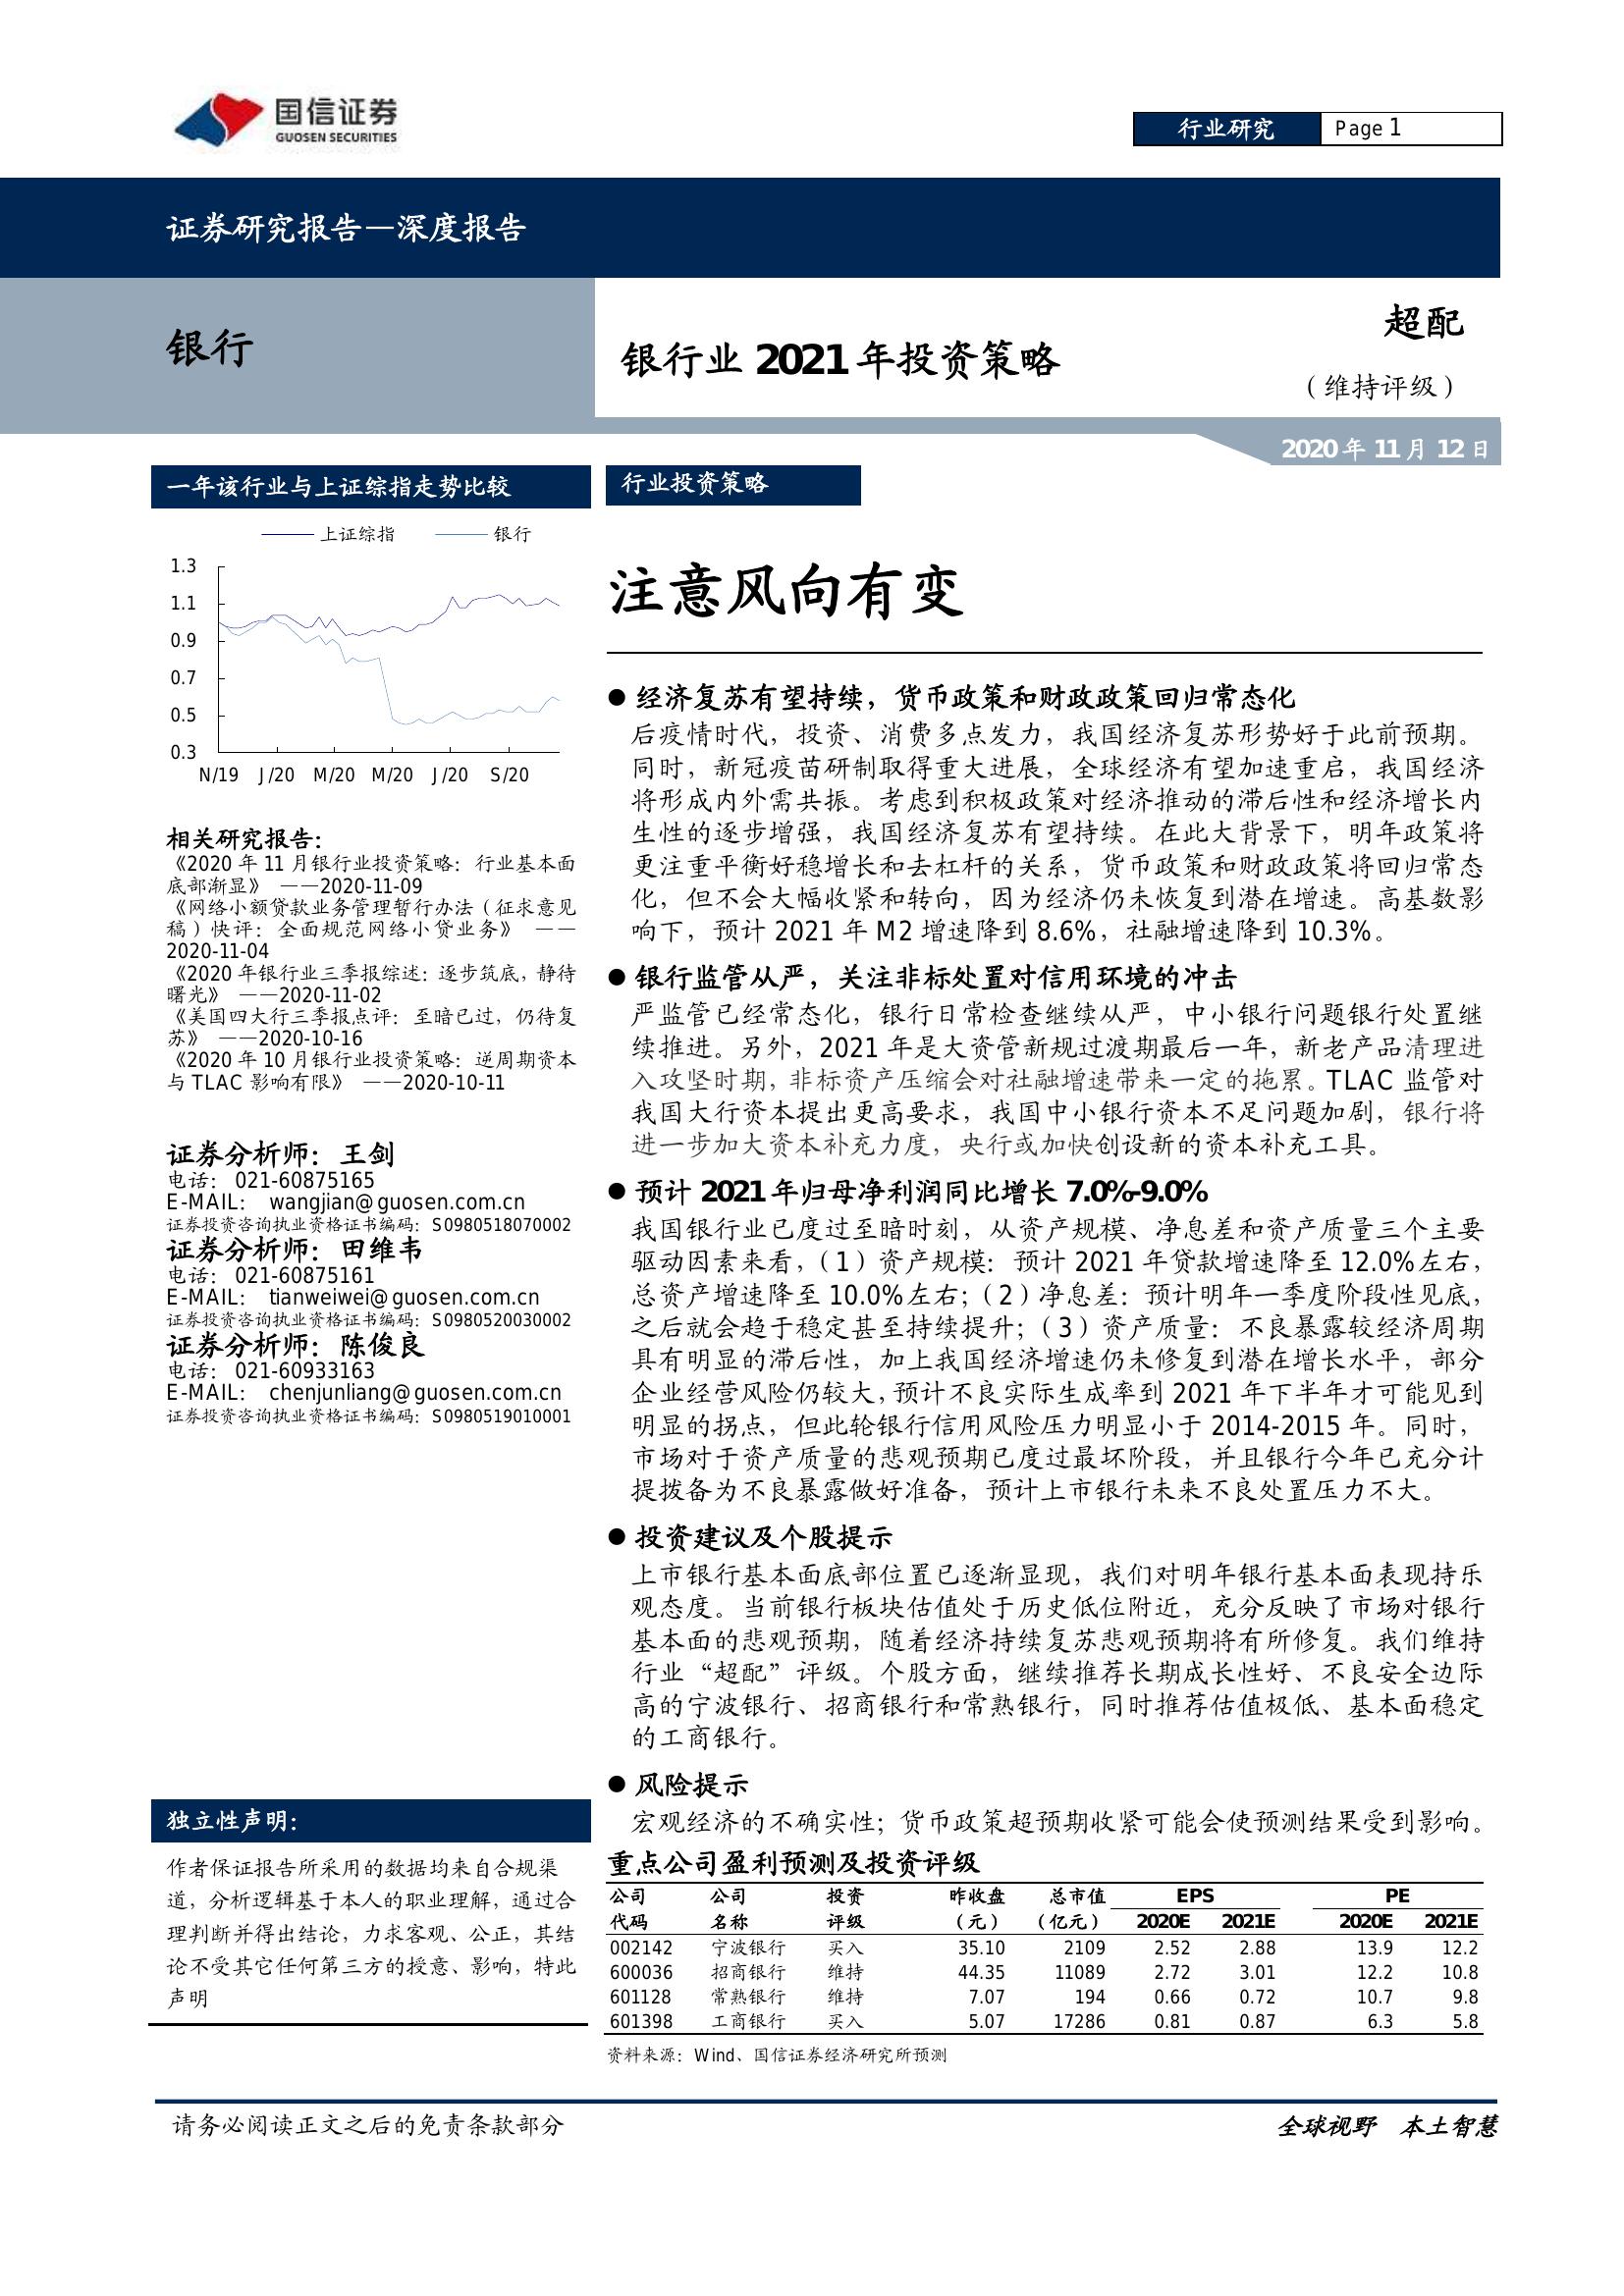 国信证券
GUOSEN SECURITIES
行业研究
Page 1
证券研究报告—深度报告
银行
银行业 2021 年投资策略
超配
（维持评级）
2020 年 11 月 12 日
一年该行业与上证综指走势比较
上证综指 银行
1.3
1.1
0.9
0.7
0.5
0.3
N/19 J/20 M/20 M/20 J/20 S/20
相关研究报告：
《2020 年 11 月银行业投资策略：行业基本面
底部渐显》 ——2020-11-09
《网络小额贷款业务管理暂行办法（征求意见
稿）快评：全面规范网络小贷业务》 ——
2020-11-04
《2020 年银行业三季报综述：逐步筑底，静待
曙光》 ——2020-11-02
《美国四大行三季报点评：至暗已过，仍待复
苏》 ——2020-10-16
《2020 年 10 月银行业投资策略：逆周期资本
与 TLAC 影响有限》 ——2020-10-11
证券分析师：王剑
电话： 021-60875165
E-MAIL： wangjian@guosen.com.cn
证券投资咨询执业资格证书编码：S0980518070002
证券分析师：田维韦
电话： 021-60875161
E-MAIL： tianweiwei@guosen.com.cn
证券投资咨询执业资格证书编码：S0980520030002
证券分析师：陈俊良
电话： 021-60933163
E-MAIL： chenjunliang@guosen.com.cn
证券投资咨询执业资格证书编码：S0980519010001
独立性声明：
作者保证报告所采用的数据均来自合规渠
道，分析逻辑基于本人的职业理解，通过合
理判断并得出结论，力求客观、公正，其结
论不受其它任何第三方的授意、影响，特此
声明
行业投资策略
注意风向有变
● 经济复苏有望持续，货币政策和财政政策回归常态化
后疫情时代，投资、消费多点发力，我国经济复苏形势好于此前预期。
同时，新冠疫苗研制取得重大进展，全球经济有望加速重启，我国经济
将形成内外需共振。考虑到积极政策对经济推动的滞后性和经济增长内
生性的逐步增强，我国经济复苏有望持续。在此大背景下，明年政策将
更注重平衡好稳增长和去杠杆的关系，货币政策和财政政策将回归常态
化，但不会大幅收紧和转向，因为经济仍未恢复到潜在增速。高基数影
响下，预计 2021 年 M2 增速降到 8.6%，社融增速降到 10.3%。
● 银行监管从严，关注非标处置对信用环境的冲击
严监管已经常态化，银行日常检查继续从严，中小银行问题银行处置继
续推进。另外，2021 年是大资管新规过渡期最后一年，新老产品清理进
入攻坚时期，非标资产压缩会对社融增速带来一定的拖累。TLAC 监管对
我国大行资本提出更高要求，我国中小银行资本不足问题加剧，银行将
进一步加大资本补充力度，央行或加快创设新的资本补充工具。
● 预计 2021 年归母净利润同比增长 7.0%-9.0%
我国银行业已度过至暗时刻，从资产规模、净息差和资产质量三个主要
驱动因素来看，（1）资产规模：预计 2021 年贷款增速降至 12.0%左右，
总资产增速降至 10.0%左右；（2）净息差：预计明年一季度阶段性见底，
之后就会趋于稳定甚至持续提升；（3）资产质量：不良暴露较经济周期
具有明显的滞后性，加上我国经济增速仍未修复到潜在增长水平，部分
企业经营风险仍较大，预计不良实际生成率到 2021 年下半年才可能见到
明显的拐点，但此轮银行信用风险压力明显小于 2014-2015 年。同时，
市场对于资产质量的悲观预期已度过最坏阶段，并且银行今年已充分计
提拨备为不良暴露做好准备，预计上市银行未来不良处置压力不大。
● 投资建议及个股提示
上市银行基本面底部位置已逐渐显现，我们对明年银行基本面表现持乐
观态度。当前银行板块估值处于历史低位附近，充分反映了市场对银行
基本面的悲观预期，随着经济持续复苏悲观预期将有所修复。我们维持
行业“超配”评级。个股方面，继续推荐长期成长性好、不良安全边际
高的宁波银行、招商银行和常熟银行，同时推荐估值极低、基本面稳定
的工商银行。
● 风险提示
宏观经济的不确实性；货币政策超预期收紧可能会使预测结果受到影响。
重点公司盈利预测及投资评级
公司 公司 投资 昨收盘 总市值 EPS PE
代码 名称 评级 （元） （亿元） 2020E 2021E 2020E 2021E
002142 宁波银行 买入 35.10 2109 2.52 2.88 13.9 12.2
600036 招商银行 维持 44.35 11089 2.72 3.01 12.2 10.8
601128 常熟银行 维持 7.07 194 0.66 0.72 10.7 9.8
601398 工商银行 买入 5.07 17286 0.81 0.87 6.3 5.8
资料来源：Wind、国信证券经济研究所预测
请务必阅读正文之后的免责条款部分
全球视野 本土智慧